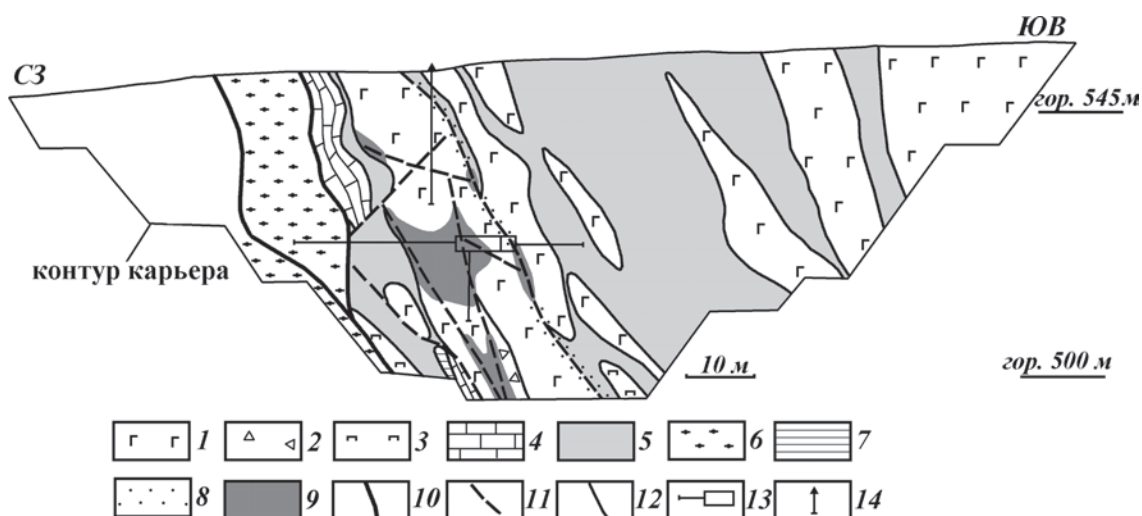 ЮВ
СЗ
гор. 545м
контур карьера
10 м
гор. 500 м
1 2 3 4 5 6 7
8 9 10 11 12 13 14